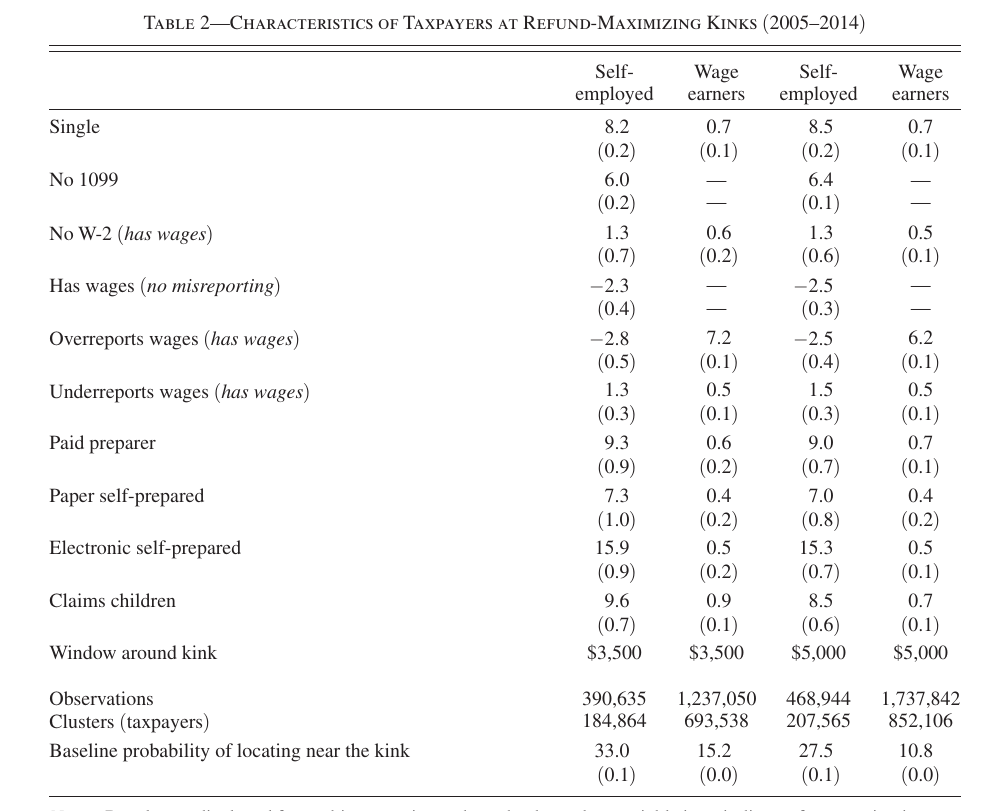 TABLE 2—CHARACTERISTICS OF TAXPAYERS AT REFUND-MAXIMIZING KINKS (2005–2014)
Self-employed Wage earners Self-employed Wage earners
Single 8.2 0.7 8.5 0.7
(0.2) (0.1) (0.2) (0.1)
No 1099 6.0 — 6.4 —
(0.2) — (0.1) —
No W-2 (has wages) 1.3 0.6 1.3 0.5
(0.7) (0.2) (0.6) (0.1)
Has wages (no misreporting) −2.3 — −2.5 —
(0.4) — (0.3) —
Overreports wages (has wages) −2.8 7.2 −2.5 6.2
(0.5) (0.1) (0.4) (0.1)
Underreports wages (has wages) 1.3 0.5 1.5 0.5
(0.3) (0.1) (0.3) (0.1)
Paid preparer 9.3 0.6 9.0 0.7
(0.9) (0.2) (0.7) (0.1)
Paper self-prepared 7.3 0.4 7.0 0.4
(1.0) (0.2) (0.8) (0.2)
Electronic self-prepared 15.9 0.5 15.3 0.5
(0.9) (0.2) (0.7) (0.1)
Claims children 9.6 0.9 8.5 0.7
(0.7) (0.1) (0.6) (0.1)
Window around kink $3,500 $3,500 $5,000 $5,000
Observations 390,635 1,237,050 468,944 1,737,842
Clusters (taxpayers) 184,864 693,538 207,565 852,106
Baseline probability of locating near the kink 33.0 15.2 27.5 10.8
(0.1) (0.0) (0.1) (0.0)